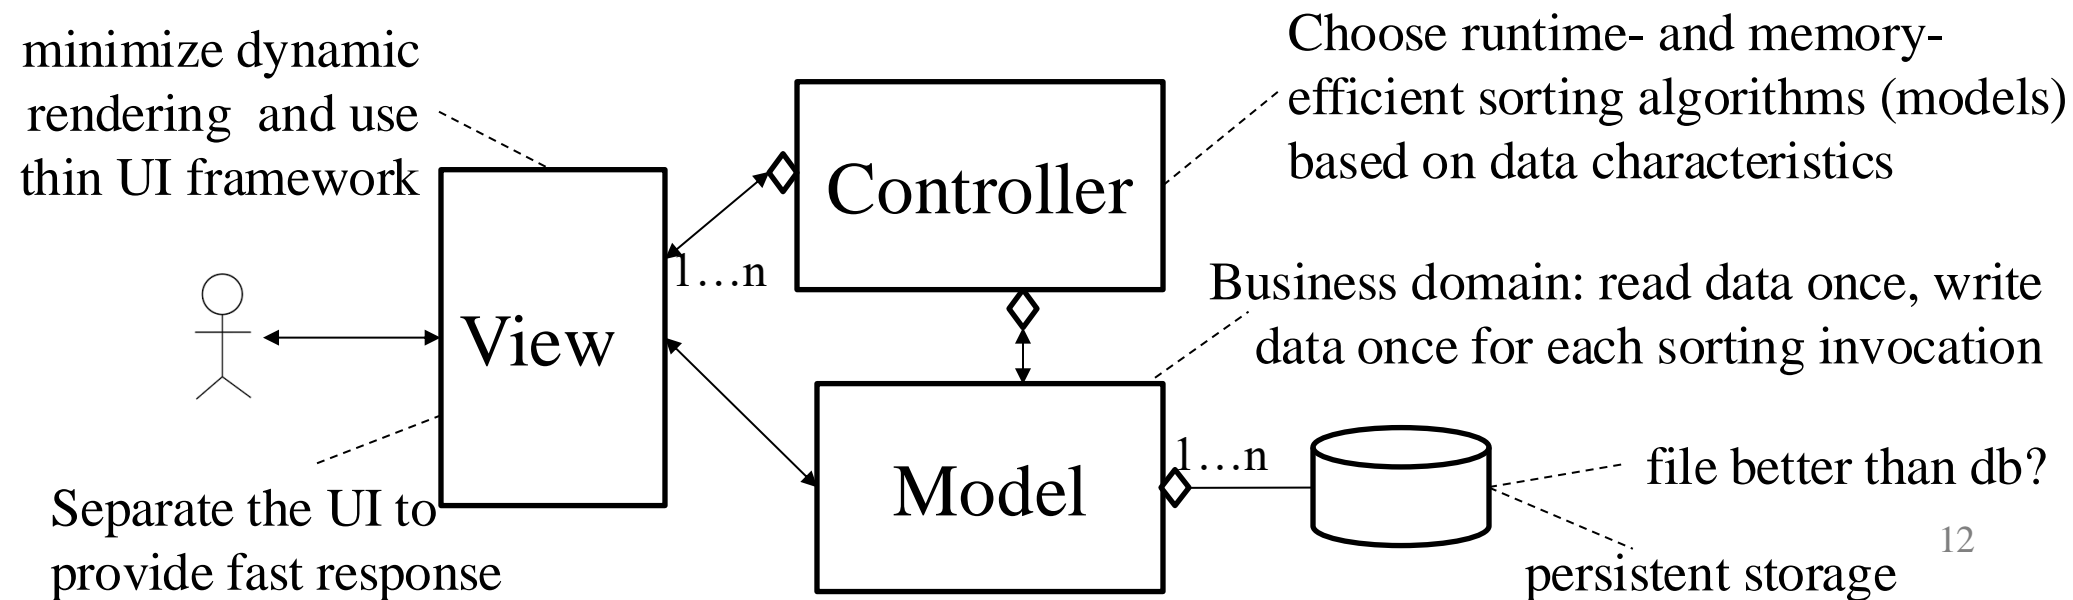 minimize dynamic
rendering  and use
thin UI framework
Choose runtime- and memory-
efficient sorting algorithms (models)
based on data characteristics
Controller
1…n
View
Business domain: read data once, write
data once for each sorting invocation
Model
1…n
file better than db?
Separate the UI to
provide fast response
persistent storage
12